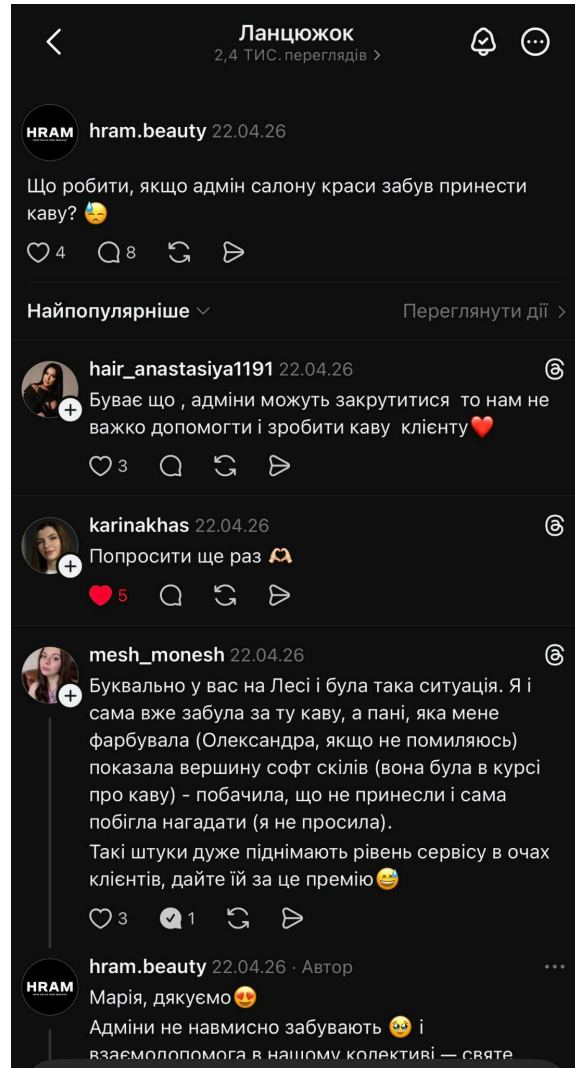 Ланцюжок
2,4 ТИС. переглядів >
HRAM
hram.beauty 22.04.26
Що робити, якщо адмін салону краси забув принести
каву? 😓
4 8
Найпопулярніше
Переглянути дії >
hair_anastasiya1191 22.04.26
Буває що , адміни можуть закрутитися то нам не
важко допомогти і зробити каву клієнту❤️
3
karinakhas 22.04.26
Попросити ще раз 🫶🏼
5
mesh_monesh 22.04.26
Буквально у вас на Лесі і була така ситуація. Я і
сама вже забула за ту каву, а пані, яка мене
фарбувала (Олександра, якщо не помиляюсь)
показала вершину софт скілів (вона була в курсі
про каву) - побачила, що не принесли і сама
побігла нагадати (я не просила).
Такі штуки дуже піднімають рівень сервісу в очах
клієнтів, дайте їй за це премію😅
3 1
HRAM
hram.beauty 22.04.26 · Автор
Марія, дякуємо😍
Адміни не навмисно забувають 🥹 і
взаємодопомога в нашому колективі — святе